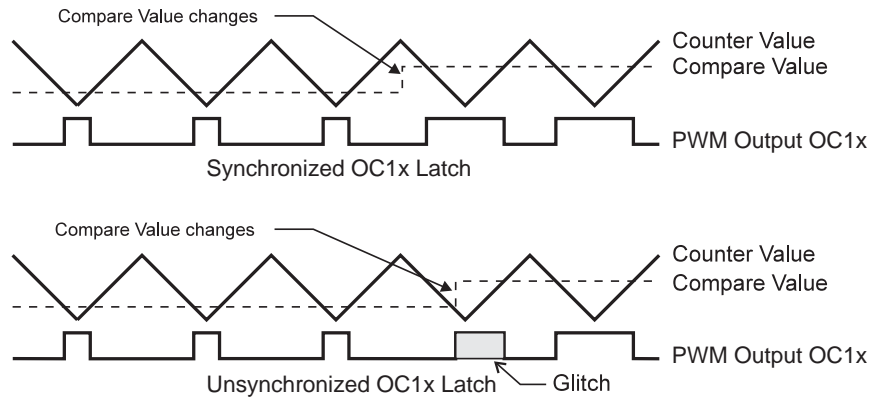 Compare Value changes
Counter Value
Compare Value
PWM Output OC1x
Synchronized OC1x Latch
Compare Value changes
Counter Value
Compare Value
PWM Output OC1x
Unsynchronized OC1x Latch
Glitch